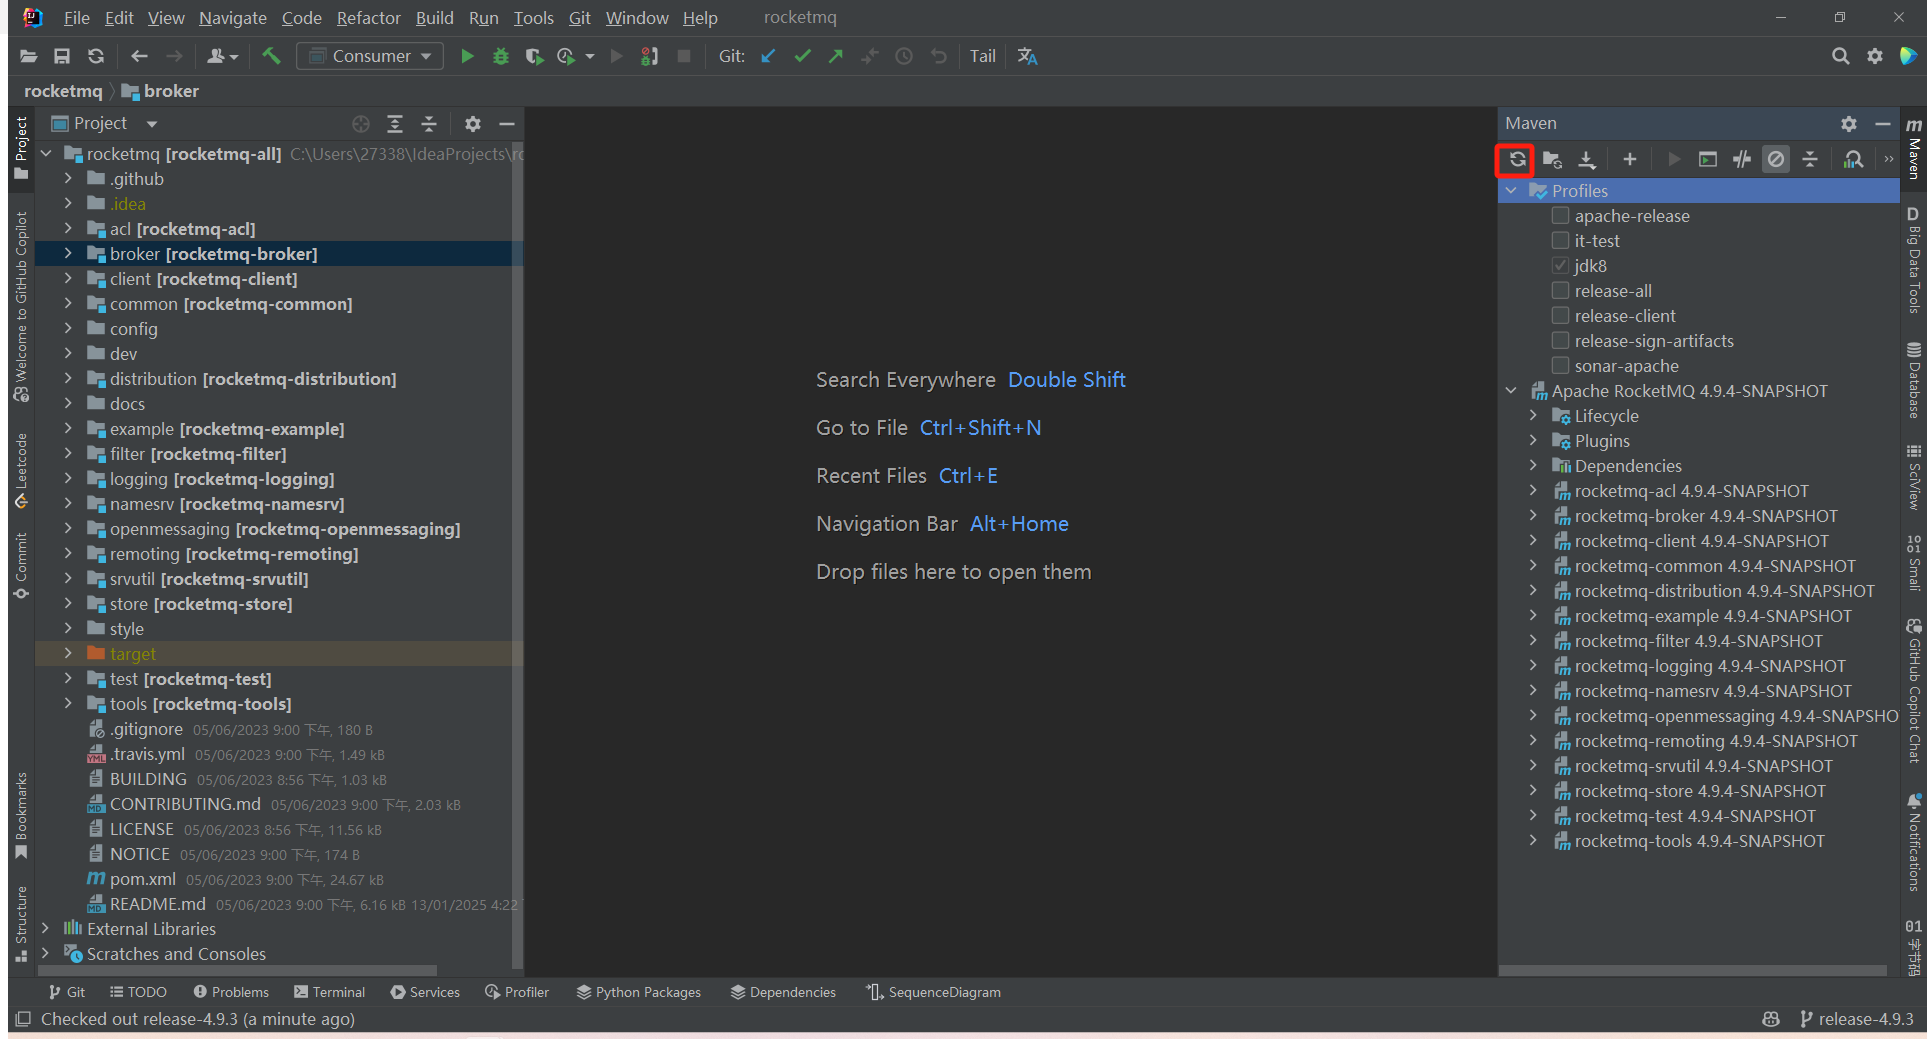 File Edit View Navigate Code Refactor Build Run Tools Git Window Help rocketmq
Consumer Git: Tail
rocketmq broker
Project
rocketmq [rocketmq-all] C:\Users\27338\IdeaProjects\rc
.github
.idea
acl [rocketmq-acl]
broker [rocketmq-broker]
client [rocketmq-client]
common [rocketmq-common]
config
dev
distribution [rocketmq-distribution]
docs
example [rocketmq-example]
filter [rocketmq-filter]
logging [rocketmq-logging]
namesrv [rocketmq-namesrv]
openmessaging [rocketmq-openmessaging]
remoting [rocketmq-remoting]
srvutil [rocketmq-srvutil]
store [rocketmq-store]
style
target
test [rocketmq-test]
tools [rocketmq-tools]
.gitignore 05/06/2023 9:00 下午, 180 B
.travis.yml 05/06/2023 9:00 下午, 1.49 kB
BUILDING 05/06/2023 8:56 下午, 1.03 kB
CONTRIBUTING.md 05/06/2023 9:00 下午, 2.03 kB
LICENSE 05/06/2023 8:56 下午, 11.56 kB
NOTICE 05/06/2023 9:00 下午, 174 B
pom.xml 05/06/2023 9:00 下午, 24.67 kB
README.md 05/06/2023 9:00 下午, 6.16 kB 13/01/2025 4:22
External Libraries
Scratches and Consoles
Project
Welcome to GitHub Copilot
Leetcode
Commit
Bookmarks
Structure
Search Everywhere Double Shift
Go to File Ctrl+Shift+N
Recent Files Ctrl+E
Navigation Bar Alt+Home
Drop files here to open them
Maven
Profiles
apache-release
it-test
jdk8
release-all
release-client
release-sign-artifacts
sonar-apache
Apache RocketMQ 4.9.4-SNAPSHOT
Lifecycle
Plugins
Dependencies
rocketmq-acl 4.9.4-SNAPSHOT
rocketmq-broker 4.9.4-SNAPSHOT
rocketmq-client 4.9.4-SNAPSHOT
rocketmq-common 4.9.4-SNAPSHOT
rocketmq-distribution 4.9.4-SNAPSHOT
rocketmq-example 4.9.4-SNAPSHOT
rocketmq-filter 4.9.4-SNAPSHOT
rocketmq-logging 4.9.4-SNAPSHOT
rocketmq-namesrv 4.9.4-SNAPSHOT
rocketmq-openmessaging 4.9.4-SNAPSHO
rocketmq-remoting 4.9.4-SNAPSHOT
rocketmq-srvutil 4.9.4-SNAPSHOT
rocketmq-store 4.9.4-SNAPSHOT
rocketmq-test 4.9.4-SNAPSHOT
rocketmq-tools 4.9.4-SNAPSHOT
Maven
Big Data Tools
Database
SciView
Smali
GitHub Copilot Chat
Notifications
字节码
Git TODO Problems Terminal Services Profiler Python Packages Dependencies SequenceDiagram
Checked out release-4.9.3 (a minute ago) release-4.9.3